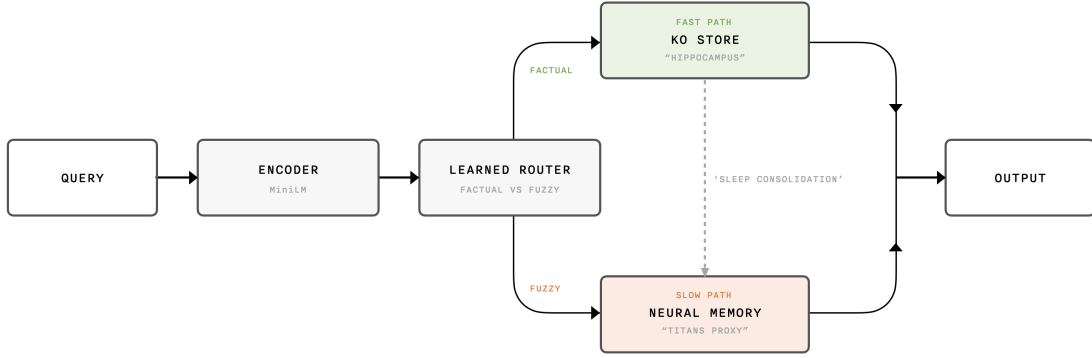 FAST PATH
KO STORE
“HIPPOCAMPUS”
FACTUAL
QUERY
ENCODER
MiniLM
LEARNED ROUTER
FACTUAL VS FUZZY
’SLEEP CONSOLIDATION’
OUTPUT
FUZZY
SLOW PATH
NEURAL MEMORY
“TITANS PROXY”